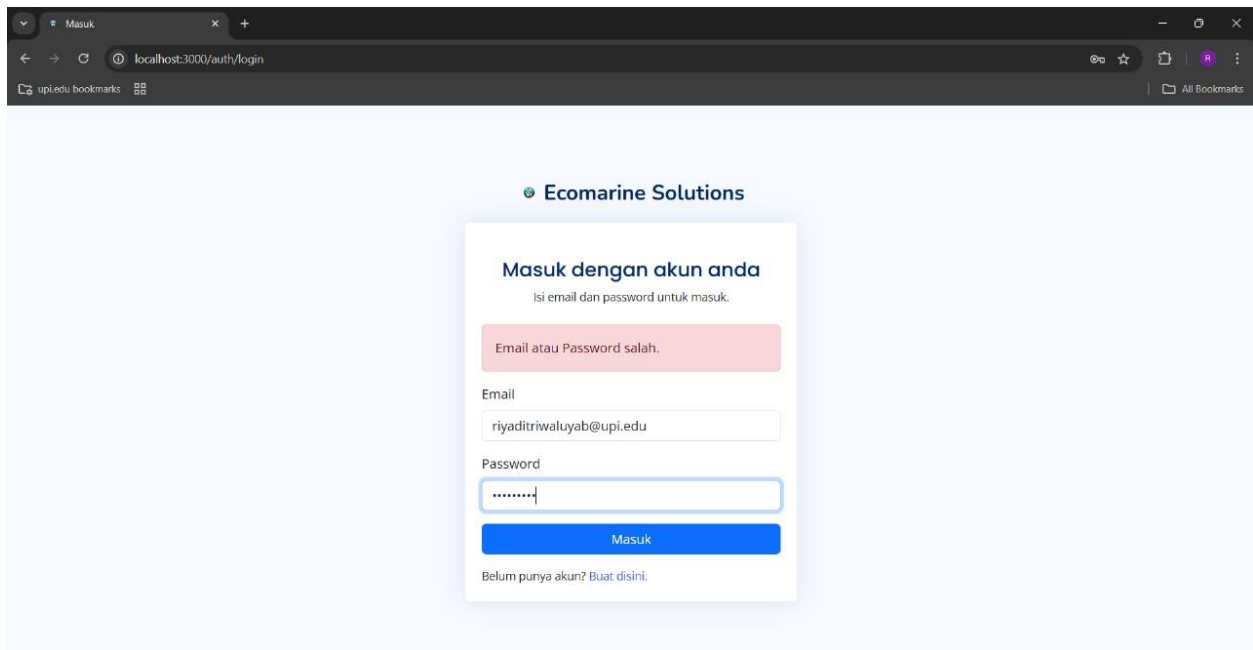 Masuk
localhost:3000/auth/login
R
upi.edu bookmarks
All Bookmarks
Ecomarine Solutions
Masuk dengan akun anda
Isi email dan password untuk masuk.
Email atau Password salah.
Email
riyaditriwaluyab@upi.edu
Password
•••••••••
Masuk
Belum punya akun? Buat disini.